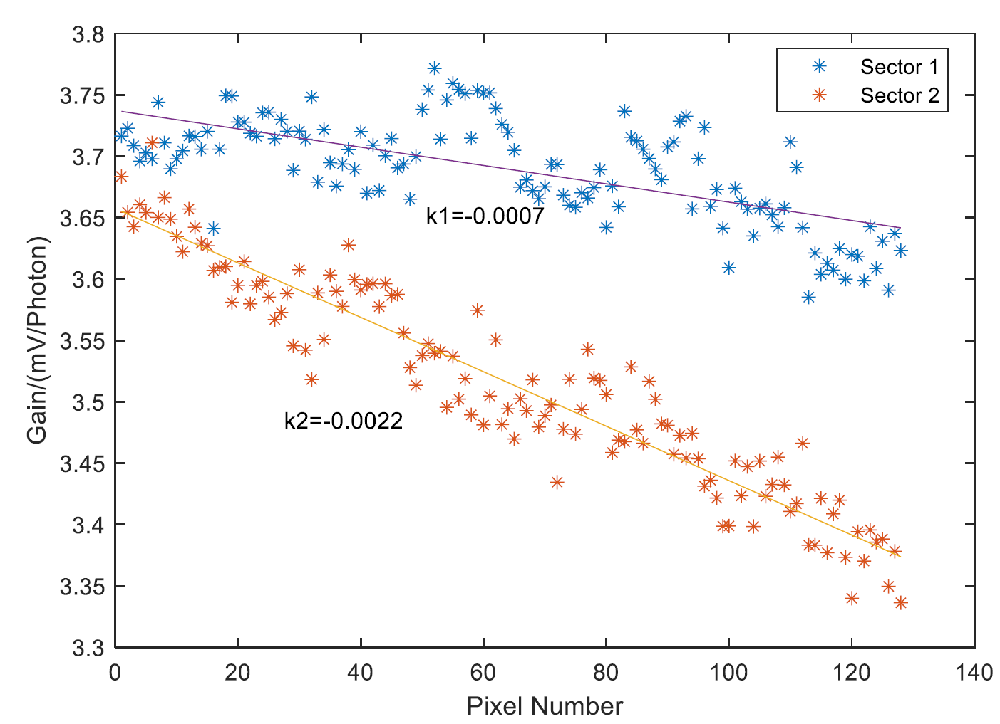 3.8
3.75
3.7
3.65
3.6
3.55
3.5
3.45
3.4
3.35
3.3
Gain/(mV/Photon)
Sector 1
Sector 2
k1=-0.0007
k2=-0.0022
0 20 40 60 80 100 120 140
Pixel Number